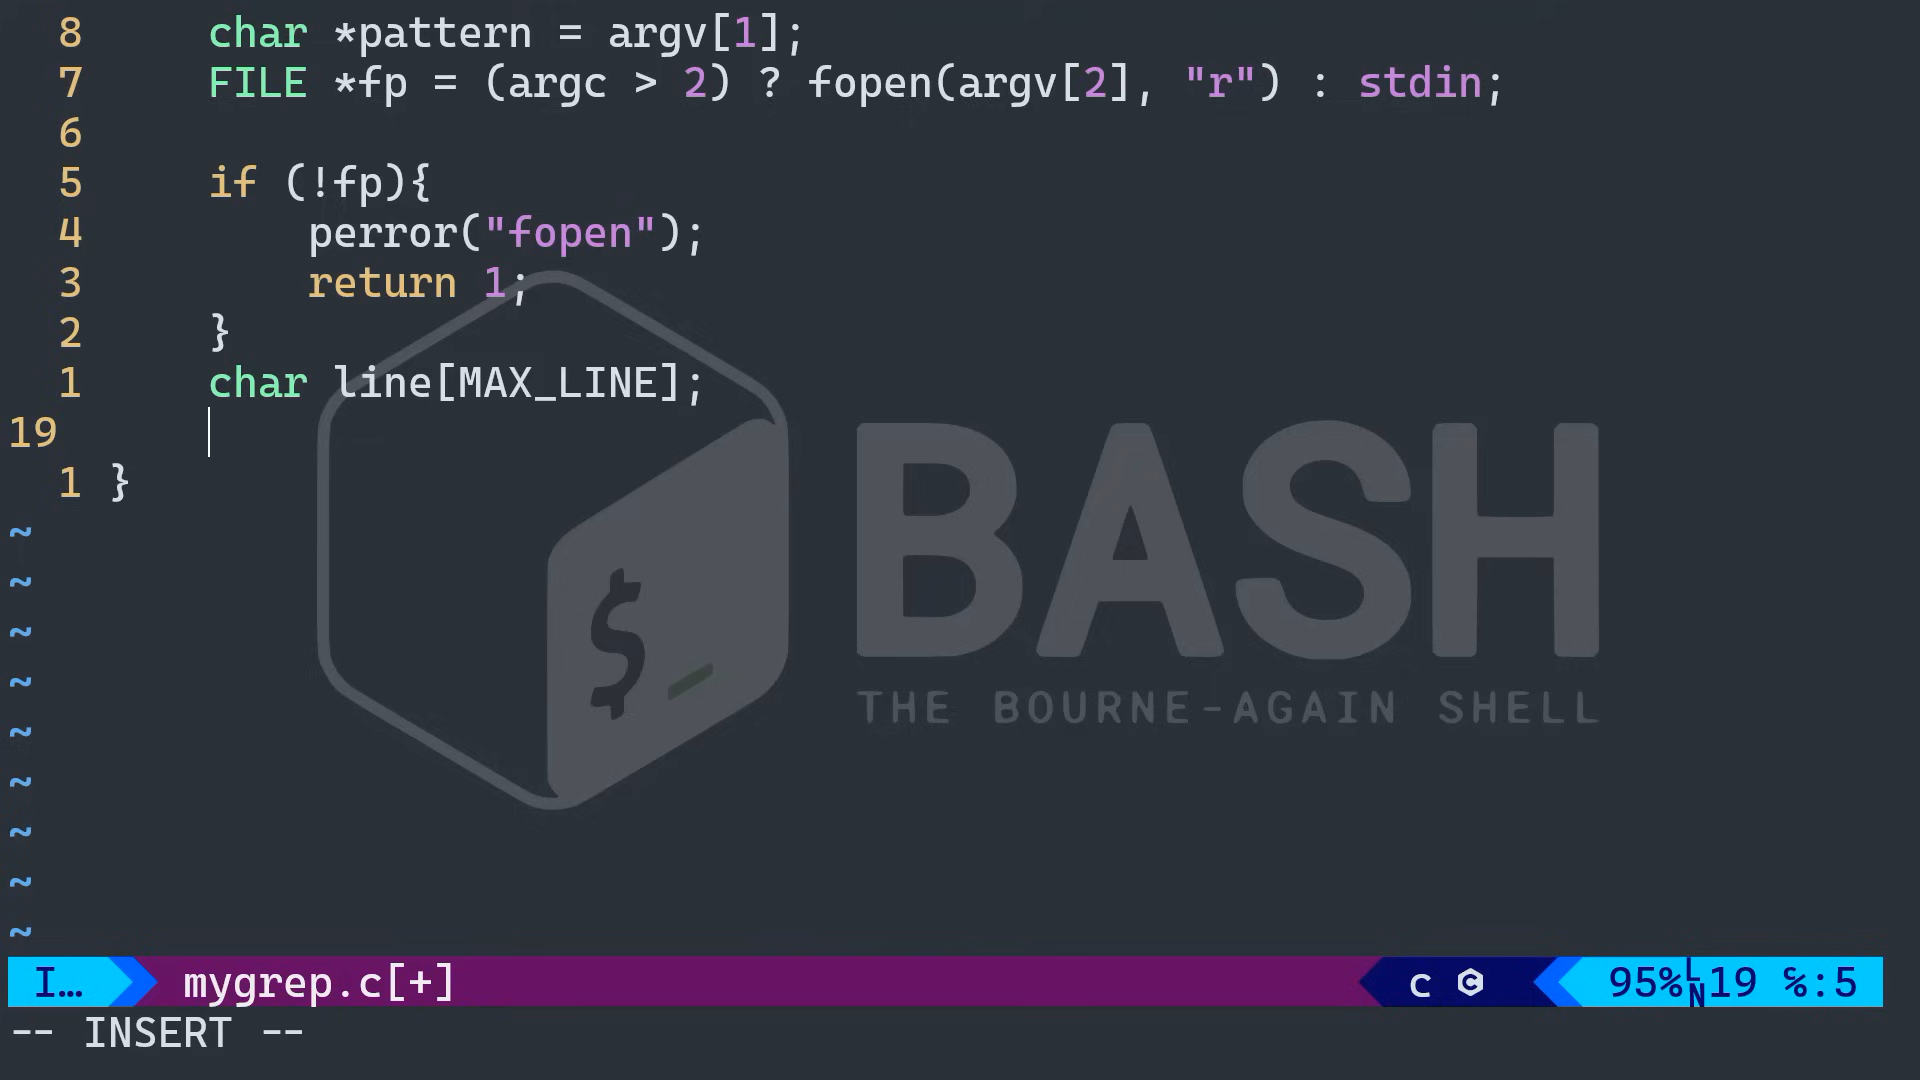 8 char *pattern = argv[1];
7 FILE *fp = (argc > 2) ? fopen(argv[2], "r") : stdin;
6
5 if (!fp){
4 perror("fopen");
3 return 1;
2 }
1 char line[MAX_LINE];
19
1 }
~
~
~
~
~
~
~
~
~
$_
BASH
THE BOURNE-AGAIN SHELL
I… mygrep.c[+] c C 95% LN 19 %:5
-- INSERT --